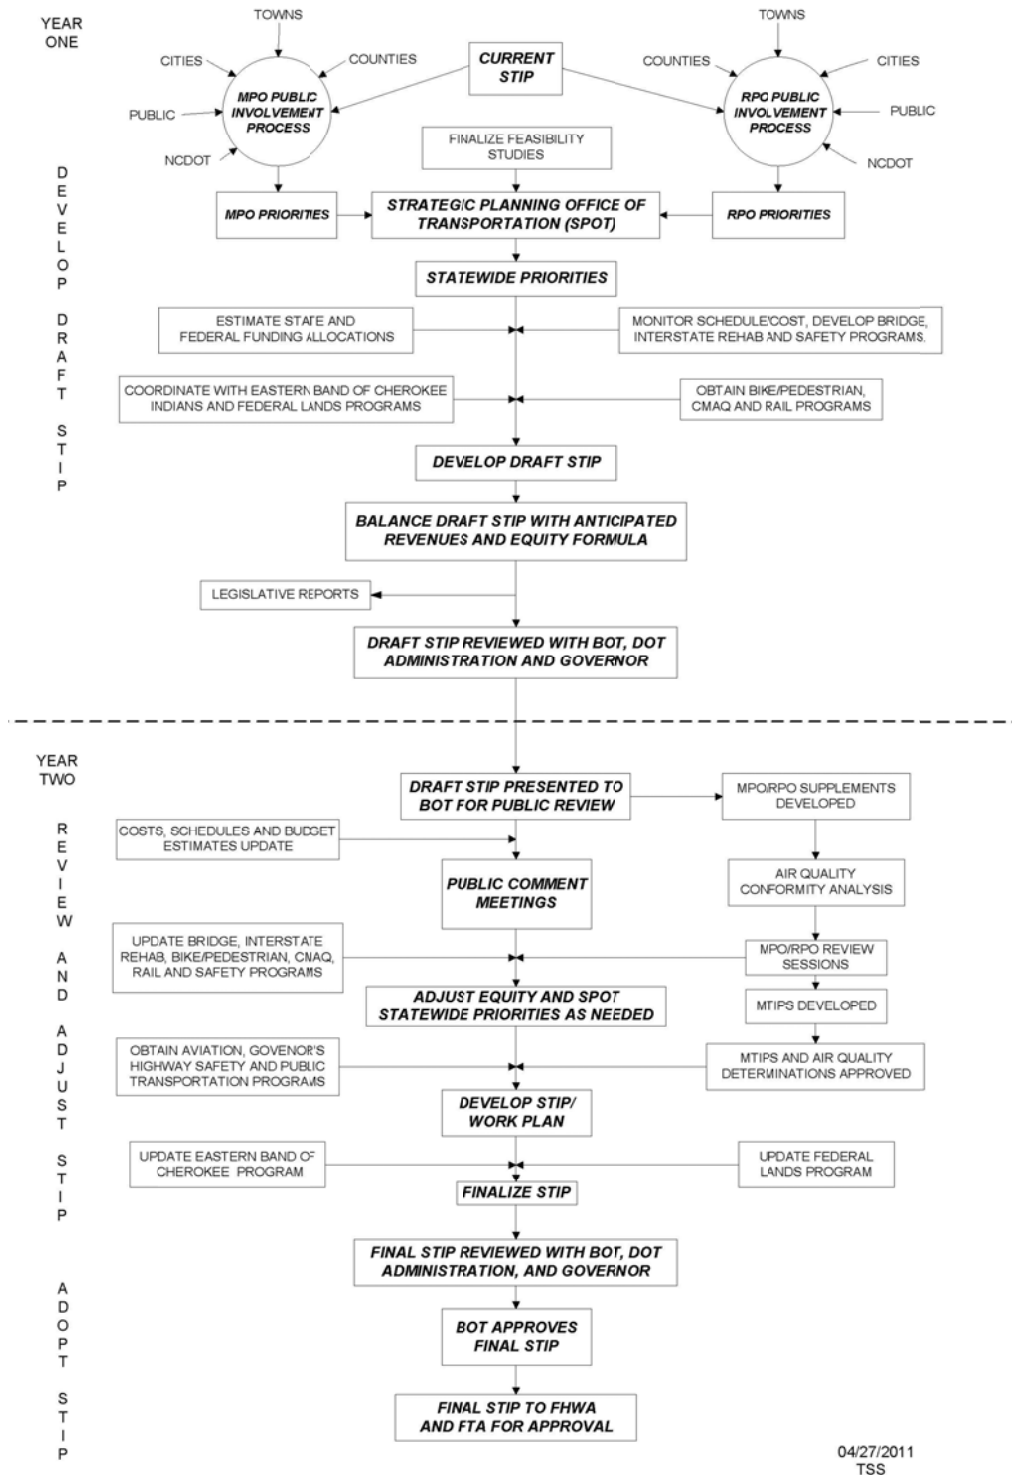 YEAR
ONE
TOWNS
CITIES
COUNTIES
PUBLIC
NCDOT
MPO PUBLIC
INVOLVEMENT
PROCESS
CURRENT
STIP
TOWNS
COUNTIES
CITIES
PUBLIC
NCDOT
RPO PUBLIC
INVOLVEMENT
PROCESS
FINALIZE FEASIBILITY
STUDIES
MPO PRIORITIES
STRATEGIC PLANNING OFFICE OF
TRANSPORTATION (SPOT)
RPO PRIORITIES
DEVELOP DRAFT STIP
STATEWIDE PRIORITIES
ESTIMATE STATE AND
FEDERAL FUNDING ALLOCATIONS
MONITOR SCHEDULE/COST, DEVELOP BRIDGE,
INTERSTATE REHAB AND SAFETY PROGRAMS.
COORDINATE WITH EASTERN BAND OF CHEROKEE
INDIANS AND FEDERAL LANDS PROGRAMS
OBTAIN BIKE/PEDESTRIAN,
CMAQ AND RAIL PROGRAMS
DEVELOP DRAFT STIP
BALANCE DRAFT STIP WITH ANTICIPATED
REVENUES AND EQUITY FORMULA
LEGISLATIVE REPORTS
DRAFT STIP REVIEWED WITH BOT, DOT
ADMINISTRATION AND GOVERNOR
YEAR
TWO
REVIEW AND ADJUST STIP
DRAFT STIP PRESENTED TO
BOT FOR PUBLIC REVIEW
MPO/RPO SUPPLEMENTS
DEVELOPED
COSTS, SCHEDULES AND BUDGET
ESTIMATES UPDATE
PUBLIC COMMENT
MEETINGS
AIR QUALITY
CONFORMITY ANALYSIS
UPDATE BRIDGE, INTERSTATE
REHAB, BIKE/PEDESTRIAN, CMAQ,
RAIL AND SAFETY PROGRAMS
MPO/RPO REVIEW
SESSIONS
ADJUST EQUITY AND SPOT
STATEWIDE PRIORITIES AS NEEDED
MTIPS DEVELOPED
OBTAIN AVIATION, GOVENOR'S
HIGHWAY SAFETY AND PUBLIC
TRANSPORTATION PROGRAMS
MTIPS AND AIR QUALITY
DETERMINATIONS APPROVED
DEVELOP STIP/
WORK PLAN
UPDATE EASTERN BAND OF
CHEROKEE PROGRAM
UPDATE FEDERAL
LANDS PROGRAM
FINALIZE STIP
FINAL STIP REVIEWED WITH BOT, DOT
ADMINISTRATION, AND GOVERNOR
ADOPT STIP
BOT APPROVES
FINAL STIP
FINAL STIP TO FHWA
AND FTA FOR APPROVAL
04/27/2011
TSS